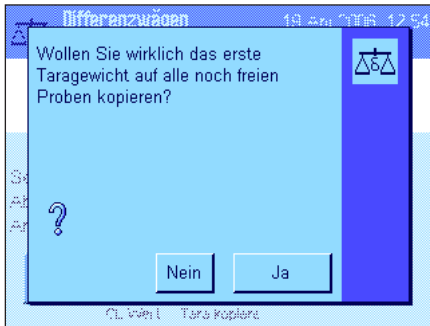 Differenzwägen
Wollen Sie wirklich das erste
Taragewicht auf alle noch freien
Proben kopieren?
?
Nein Ja
Tara kopiere